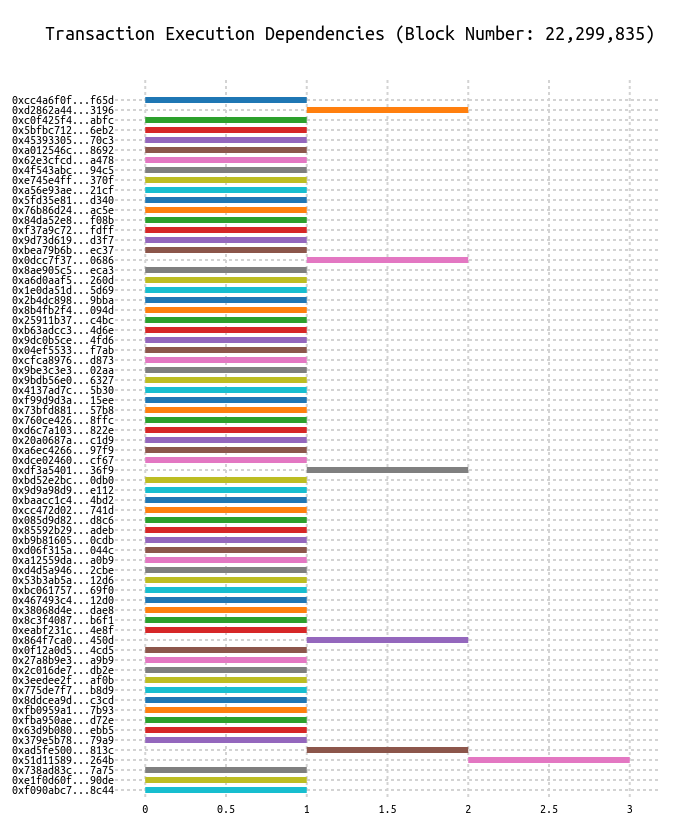 Transaction Execution Dependencies (Block Number: 22,299,835)
0xcc4a6f0f...f65d
0xd2862a44...3196
0xc0f425f4...abfc
0x5bfbc712...6eb2
0x45393305...70c3
0xa012546c...8692
0x62e3cfcd...a478
0x4f543abc...94c5
0xe745e4ff...370f
0xa56e93ae...21cf
0x5fd35e81...d340
0x76b86d24...ac5e
0x84da52e8...f08b
0xf37a9c72...fdff
0x9d73d619...d3f7
0xbea79b6b...ec37
0x0dcc7f37...0686
0x8ae905c5...eca3
0xa6d0aaf5...260d
0x1e0da51d...5d69
0x2b4dc898...9bba
0x8b4fb2f4...094d
0x25911b37...c4bc
0xb63adcc3...4d6e
0x9dc0b5ce...4fd6
0x04ef5533...f7ab
0xcfca8976...d873
0x9be3c3e3...02aa
0x9bdb56e0...6327
0x4137ad7c...5b30
0xf99d9d3a...15ee
0x73bfd881...57b8
0x760ce426...8ffc
0xd6c7a103...822e
0x20a0687a...c1d9
0xa6ec4266...97f9
0xdce02460...cf67
0xdf3a5401...36f9
0xbd52e2bc...0db0
0x9d9a98d9...e112
0xbaacc1c4...4bd2
0xcc472d02...741d
0x085d9d82...d8c6
0x85592b29...adeb
0xb9b81605...0cdb
0xd06f315a...044c
0xa12559da...a0b9
0xd4d5a946...2cbe
0x53b3ab5a...12d6
0xbc061757...69f0
0x467493c4...12d0
0x38068d4e...dae8
0x8c3f4087...b6f1
0xeabf231c...4e8f
0x864f7ca0...450d
0x0f12a0d5...4cd5
0x27a8b9e3...a9b9
0x2c016de7...db2e
0x3eedee2f...af0b
0x775de7f7...b8d9
0x8ddcea9d...c3cd
0xfb0959a1...7b93
0xfba950ae...d72e
0x63d9b080...ebb5
0x379e5b78...79a9
0xad5fe500...813c
0x51d11589...264b
0x738ad83c...7a75
0xe1f0d60f...90de
0xf090abc7...8c44
0 0.5 1 1.5 2 2.5 3